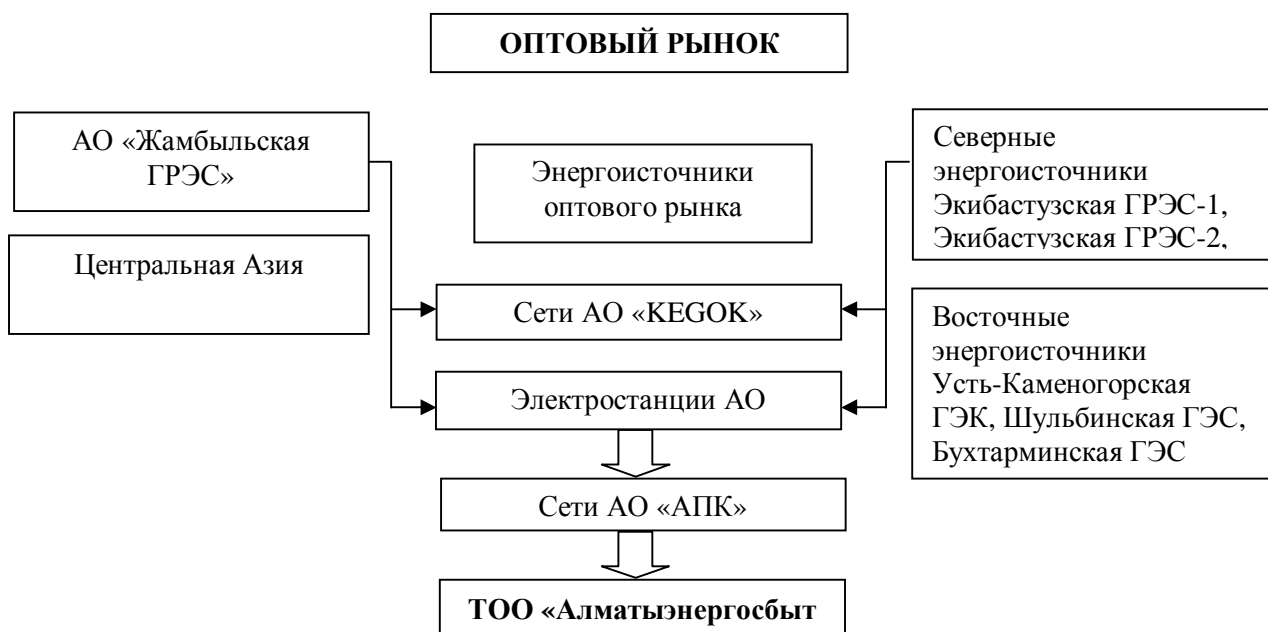 ОПТОВЫЙ РЫНОК
АО «Жамбыльская
ГРЭС»
Центральная Азия
Энергоисточники
оптового рынка
Северные
энергоисточники
Экибастузская ГРЭС-1,
Экибастузская ГРЭС-2,
Сети АО «KEGOK»
Электростанции АО
Восточные
энергоисточники
Усть-Каменогорская
ГЭК, Шульбинская ГЭС,
Бухтарминская ГЭС
Сети АО «АПК»
ТОО «Алматыэнергосбыт